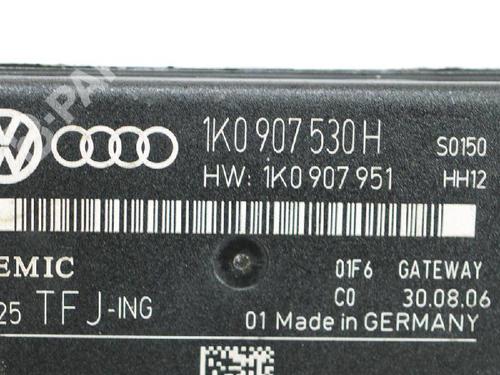 1K0 907 530 H S0150
HW: 1K0 907 951 HH12
EMIC 01F6 GATEWAY
25 TFJ-ING C0 30.08.06
01 Made in GERMANY